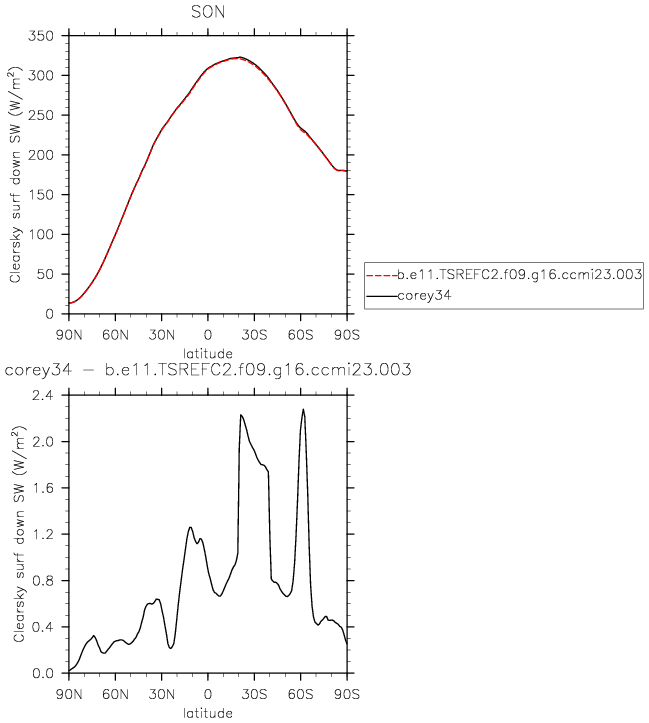 SON
Clearsky surf down SW (W/m²)
350
300
250
200
150
100
50
0
90N 60N 30N 0 30S 60S 90S
latitude
b.e11.TSREFC2.f09.g16.ccmi23.003
corey34
corey34 − b.e11.TSREFC2.f09.g16.ccmi23.003
Clearsky surf down SW (W/m²)
2.4
2.0
1.6
1.2
0.8
0.4
0.0
90N 60N 30N 0 30S 60S 90S
latitude